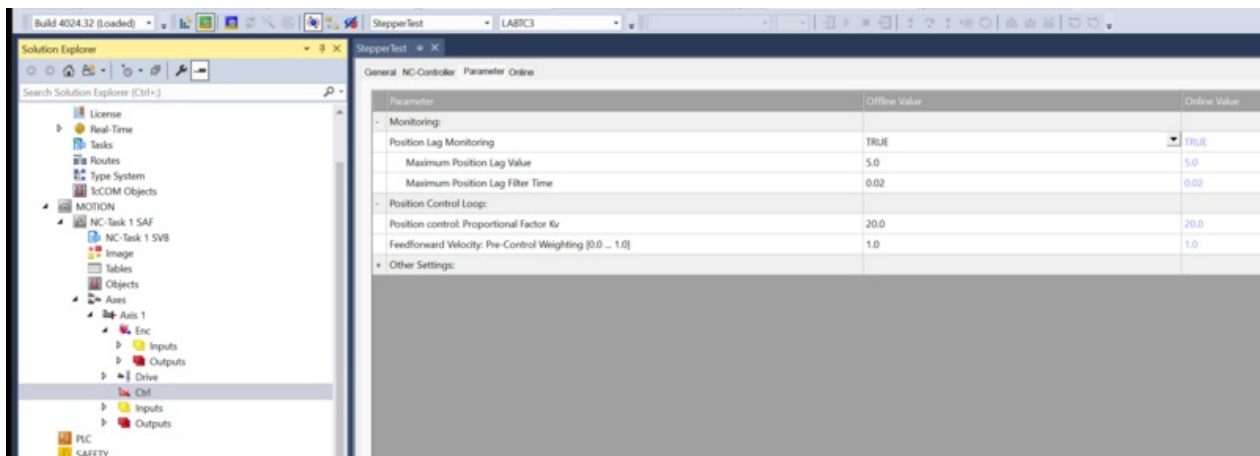 Build 4024.32 (Loaded)
StepperTest
LABTC3
Solution Explorer
Search Solution Explorer (Ctrl+;)
License
Real-Time
Tasks
Routes
Type System
TcCOM Objects
MOTION
NC-Task 1 SAF
NC-Task 1 SVB
Image
Tables
Objects
Axes
Axis 1
Enc
Inputs
Outputs
Drive
Ctrl
Inputs
Outputs
PLC
SAFETY
StepperTest
General NC-Controller Parameter Online
Parameter Offline Value Online Value
Monitoring:
Position Lag Monitoring TRUE TRUE
Maximum Position Lag Value 5.0 5.0
Maximum Position Lag Filter Time 0.02 0.02
Position Control Loop:
Position control: Proportional Factor Kv 20.0 20.0
Feedforward Velocity: Pre-Control Weighting [0.0 ... 1.0] 1.0 1.0
Other Settings: